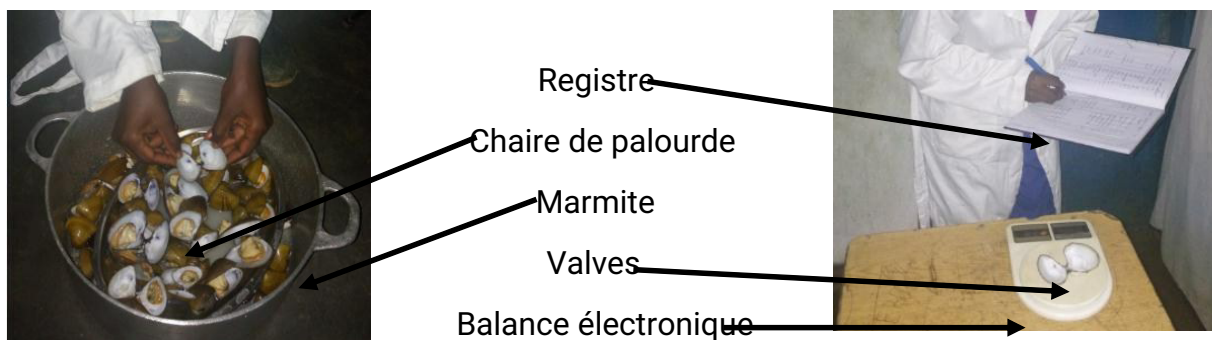 Registre
Chaire de palourde
Marmite
Valves
Balance électronique